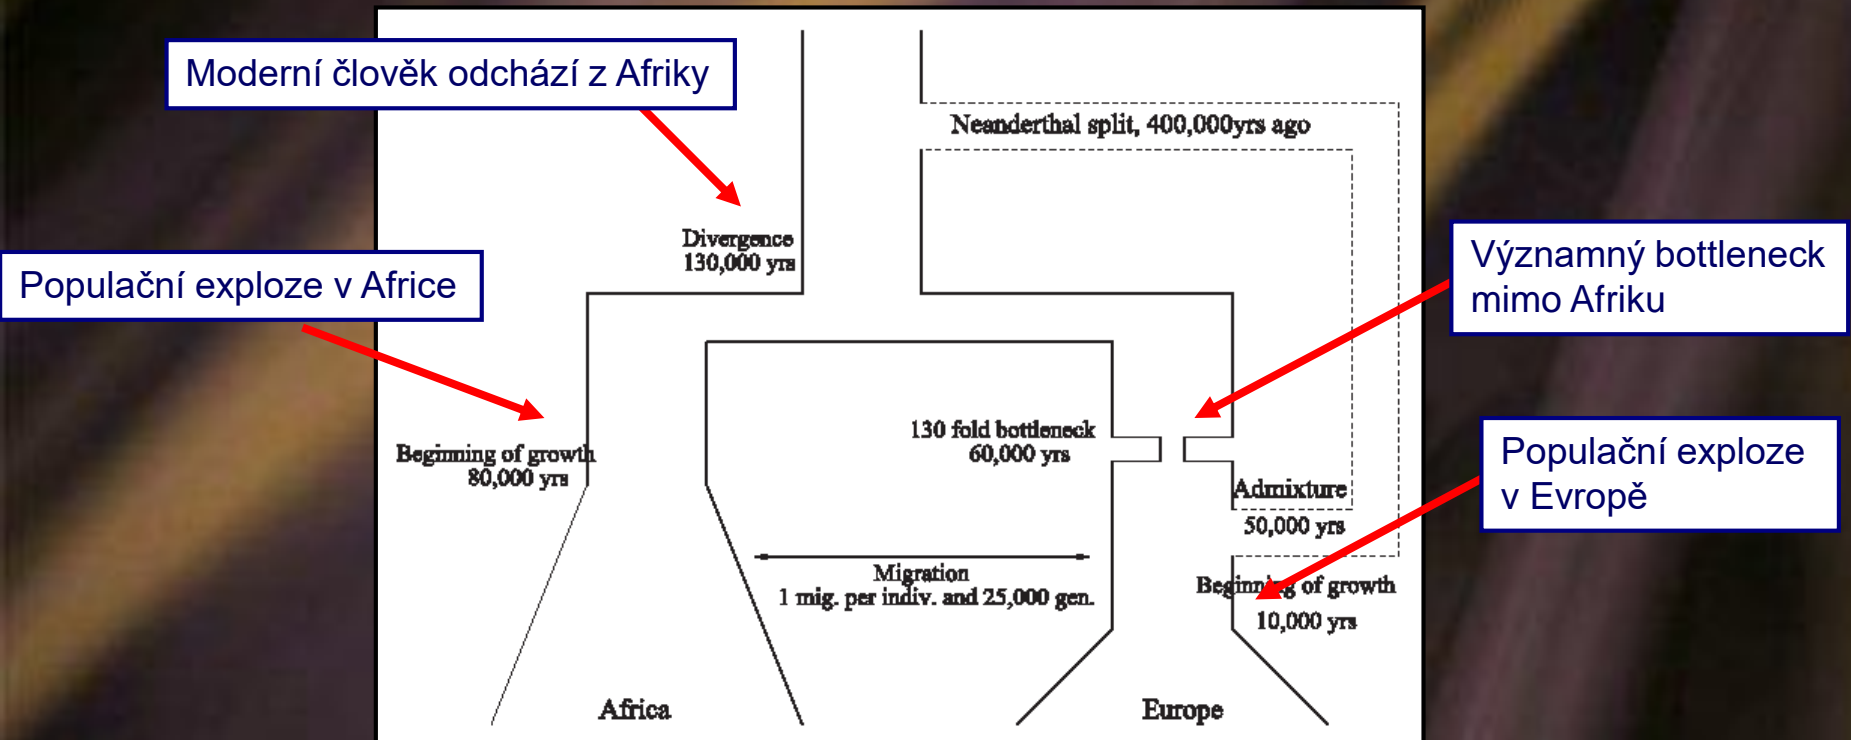 Moderní člověk odchází z Afriky
Neanderthal split, 400,000yrs ago
Divergence
130,000 yrs
Populační exploze v Africe
Významný bottleneck
mimo Afriku
130 fold bottleneck
60,000 yrs
Beginning of growth
80,000 yrs
Populační exploze
v Evropě
Admixture
50,000 yrs
Migration
1 mig. per indiv. and 25,000 gen.
Beginning of growth
10,000 yrs
Africa
Europe